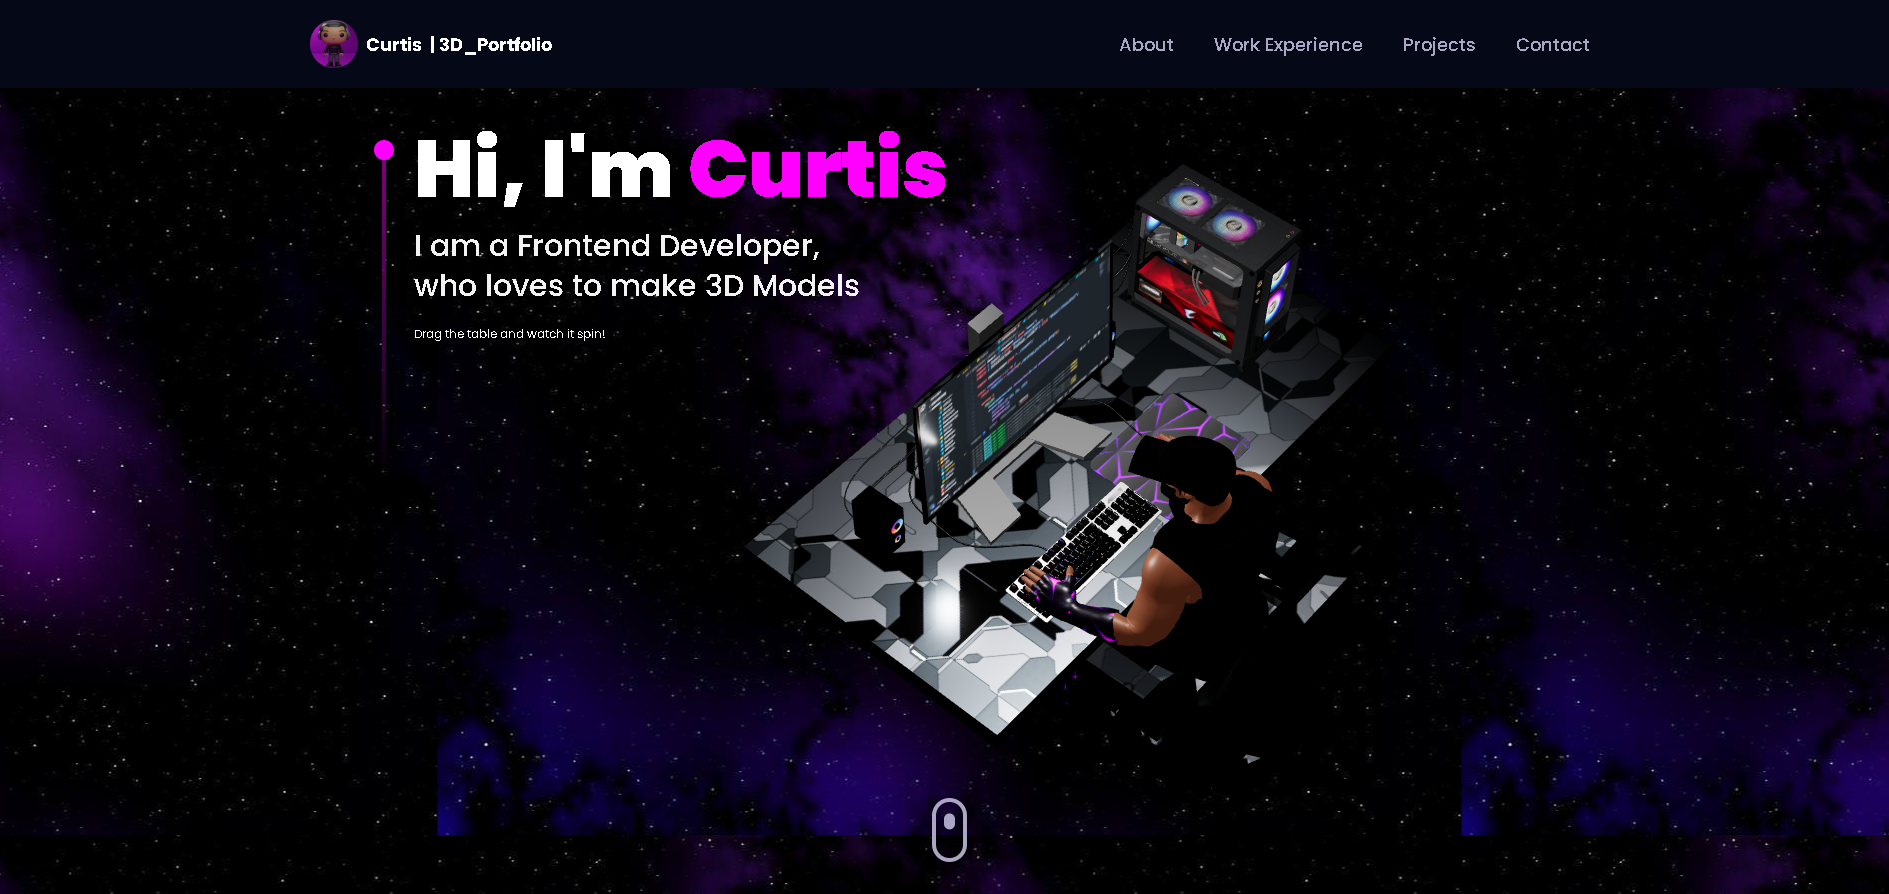 Curtis | 3D_Portfolio
About
Work Experience
Projects
Contact
Hi, I'm Curtis
I am a Frontend Developer,
who loves to make 3D Models
Drag the table and watch it spin!